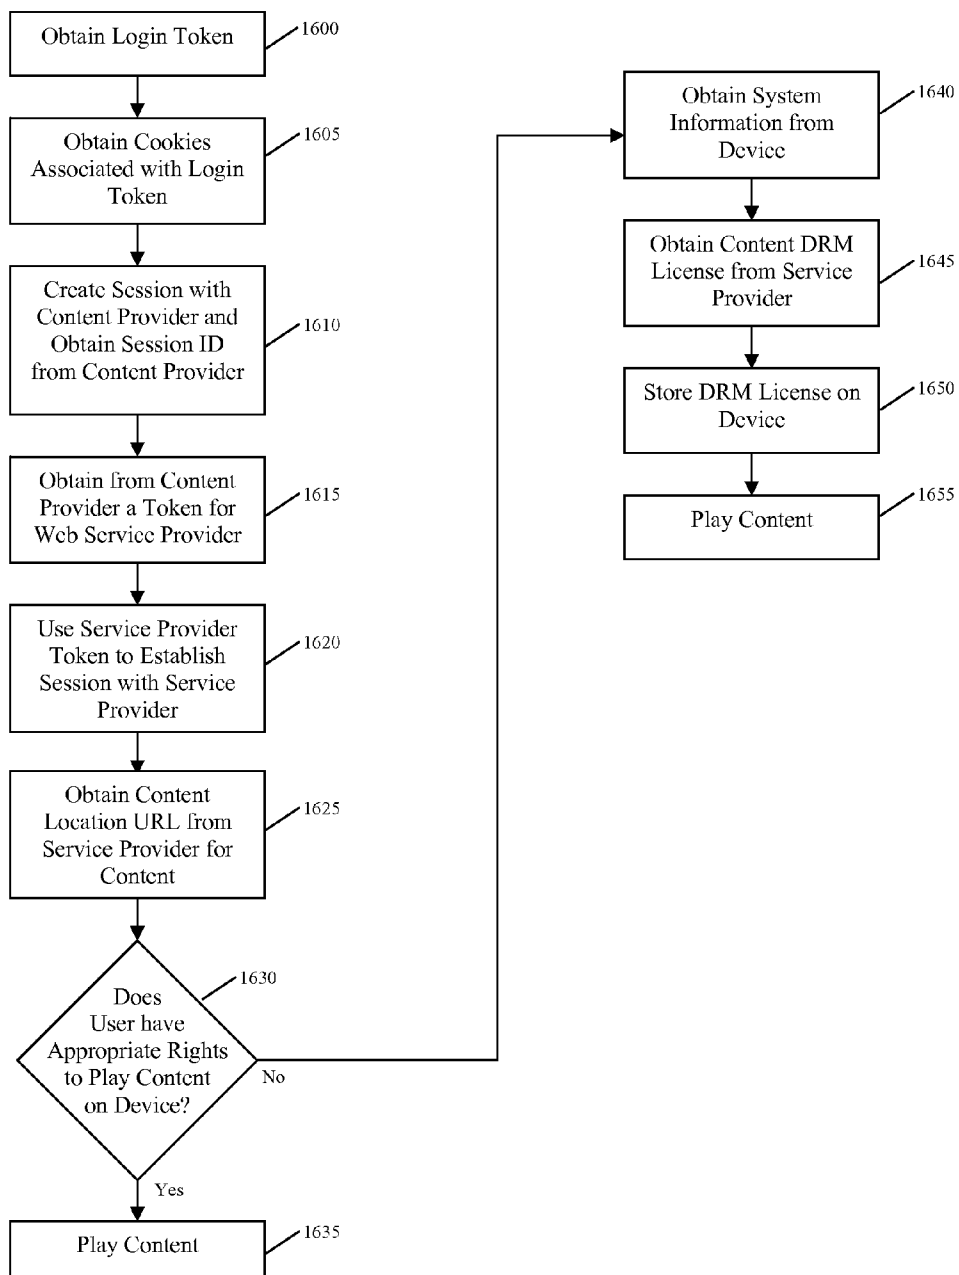 Obtain Login Token
1600
Obtain Cookies
Associated with Login
Token
1605
Create Session with
Content Provider and
Obtain Session ID
from Content Provider
1610
Obtain from Content
Provider a Token for
Web Service Provider
1615
Use Service Provider
Token to Establish
Session with Service
Provider
1620
Obtain Content
Location URL from
Service Provider for
Content
1625
Does
User have
Appropriate Rights
to Play Content
on Device?
1630
No
Yes
Play Content
1635
Obtain System
Information from
Device
1640
Obtain Content DRM
License from Service
Provider
1645
Store DRM License on
Device
1650
Play Content
1655